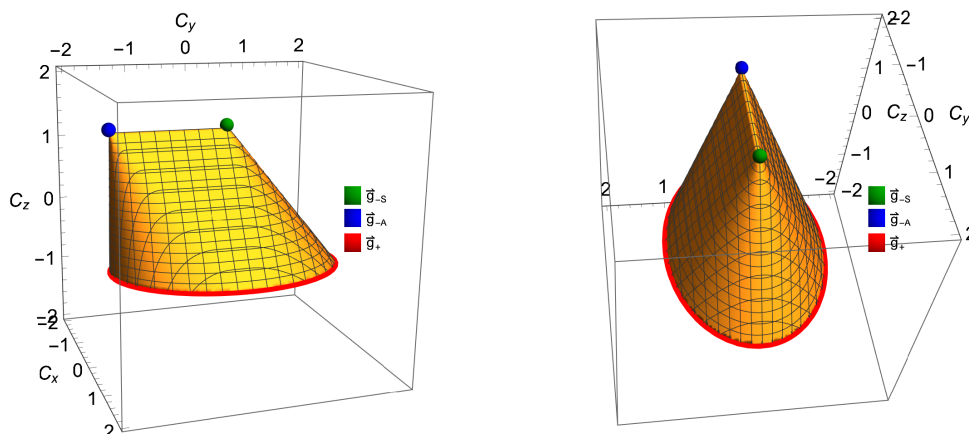 C_y
−2 −1 0 1 2
2
1
C_z 0
−1
−2
−2
−1
C_x 0
1
2
g⃗_{−S}
g⃗_{−A}
g⃗_+
−2 2
1 −1
0 C_z 0 C_y
−1 1
−2 −2
2 1
2
g⃗_{−S}
g⃗_{−A}
g⃗_+